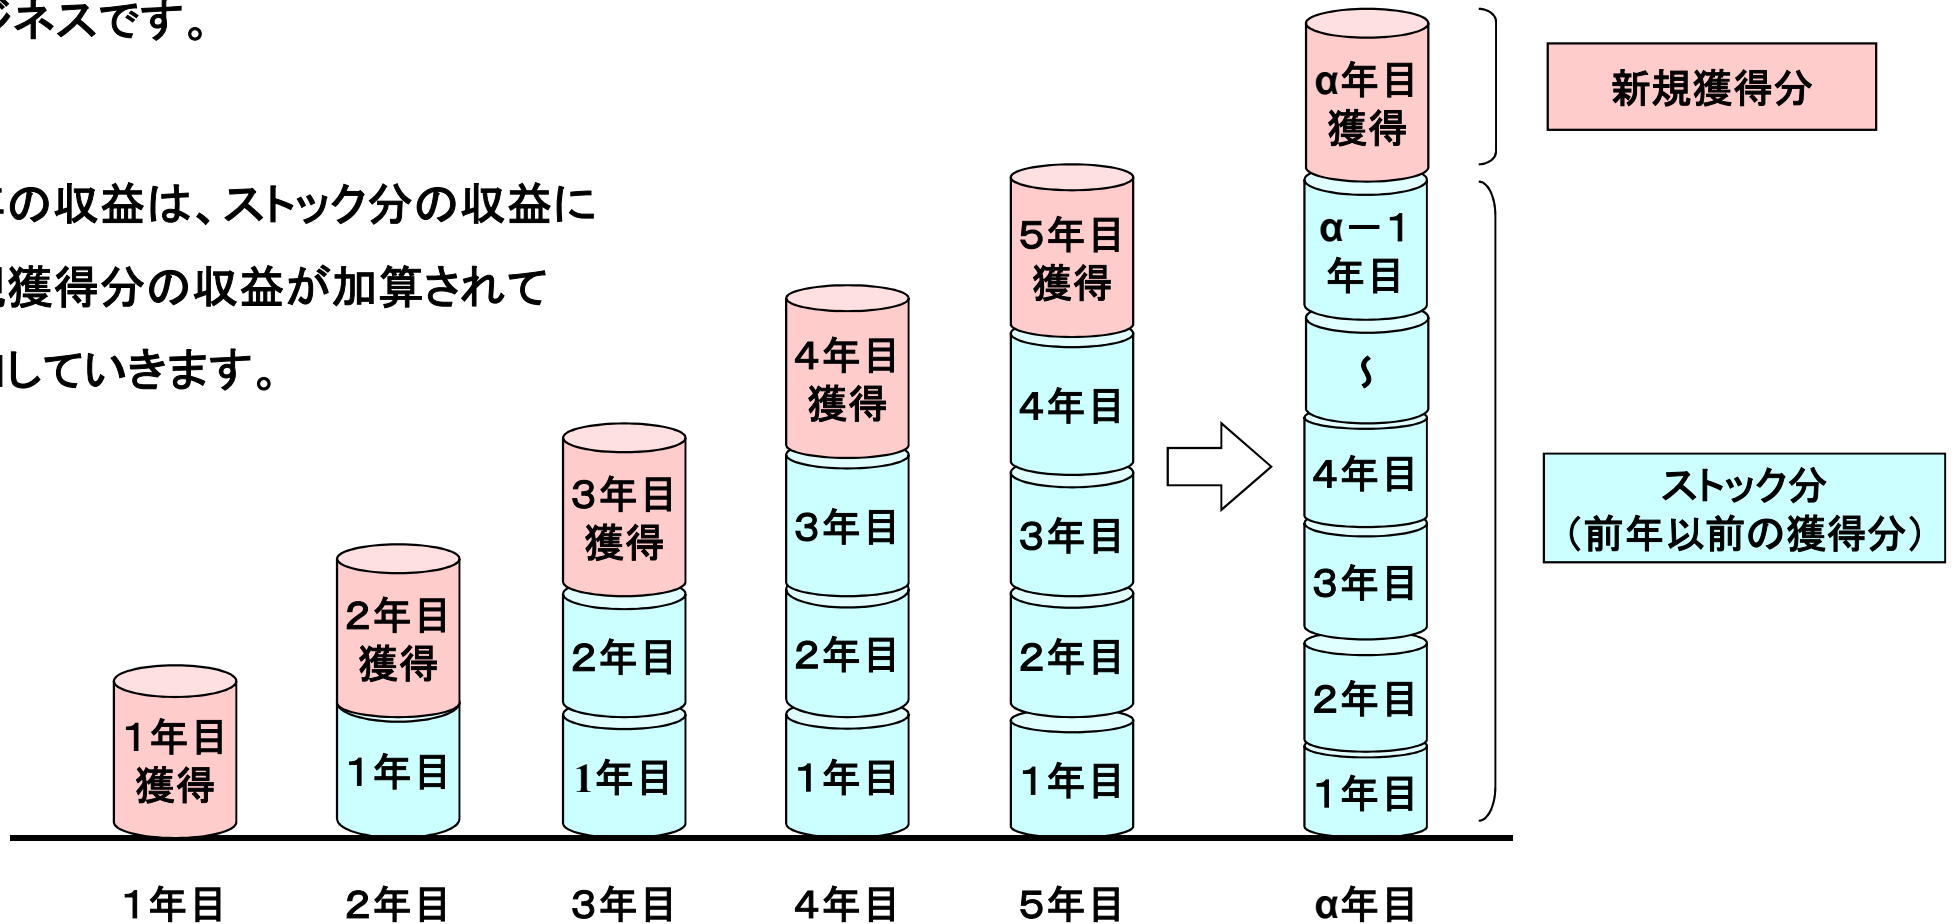 ジネスです。
年の収益は、ストック分の収益に
規獲得分の収益が加算されて
加していきます。
1年目
獲得
2年目
獲得
1年目
3年目
獲得
2年目
1年目
4年目
獲得
3年目
2年目
1年目
5年目
獲得
4年目
3年目
2年目
1年目
α年目
獲得
α－1
年目
～
4年目
3年目
2年目
1年目
新規獲得分
ストック分
（前年以前の獲得分）
1年目
2年目
3年目
4年目
5年目
α年目